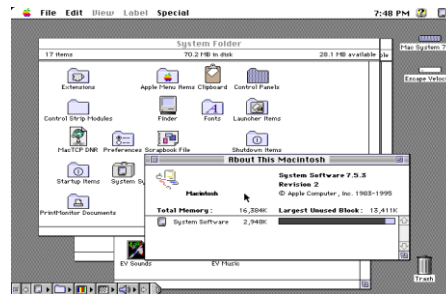 File Edit View Label Special 7:48 PM
System Folder
17 items 70.2 MB in disk 28.1 MB available
Mac System 7
Extensions Apple Menu Items Clipboard Control Panels
Control Strip Modules Finder Fonts Launcher Items
MacTCP DNR Preferences Scrapbook File Shutdown Items
Startup Items System
PrintMonitor Documents
About This Macintosh
System Software 7.5.3
Revision 2
Macintosh © Apple Computer, Inc. 1983-1995
Total Memory: 16,384K Largest Unused Block: 13,411K
System Software 2,948K
EV Sounds EV Music
Trash